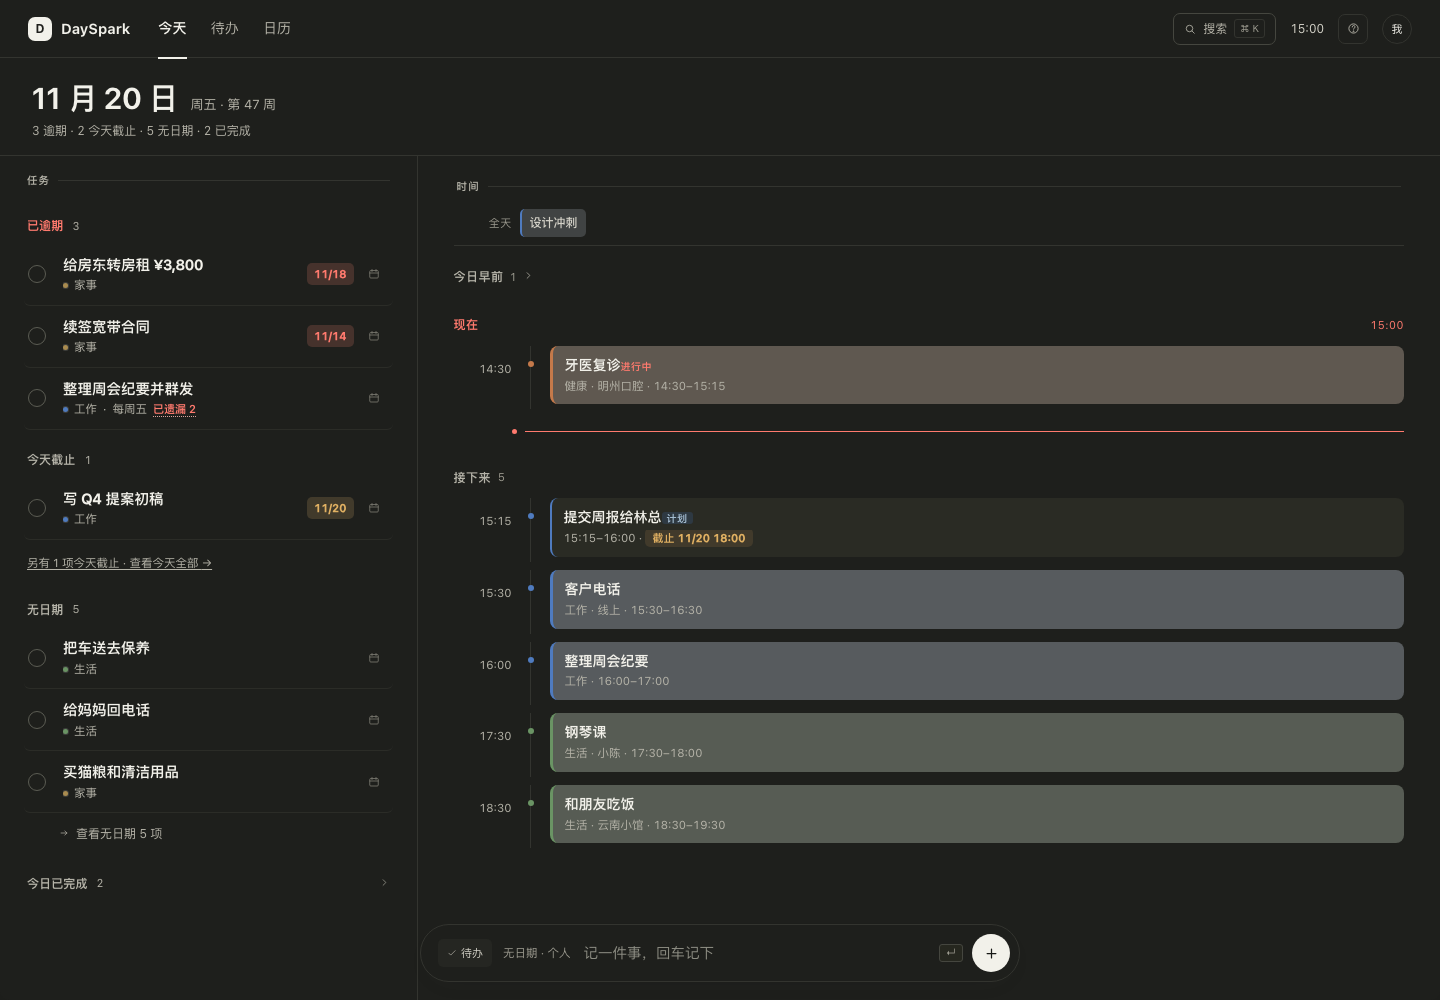 D DaySpark 今天 待办 日历 搜索 ⌘ K 15:00 我
11 月 20 日 周五 · 第 47 周
3 逾期 · 2 今天截止 · 5 无日期 · 2 已完成
任务
已逾期 3
给房东转房租 ¥3,800 11/18
家事
续签宽带合同 11/14
家事
整理周会纪要并群发
工作 · 每周五 已遗漏 2
今天截止 1
写 Q4 提案初稿 11/20
工作
另有 1 项今天截止 · 查看今天全部 →
无日期 5
把车送去保养
生活
给妈妈回电话
生活
买猫粮和清洁用品
家事
→ 查看无日期 5 项
今日已完成 2
时间
全天 设计冲刺
今日早前 1
现在 15:00
14:30 牙医复诊进行中
健康 · 明州口腔 · 14:30–15:15
接下来 5
15:15 提交周报给林总 计划
15:15–16:00 · 截止 11/20 18:00
15:30 客户电话
工作 · 线上 · 15:30–16:30
16:00 整理周会纪要
工作 · 16:00–17:00
17:30 钢琴课
生活 · 小陈 · 17:30–18:00
18:30 和朋友吃饭
生活 · 云南小馆 · 18:30–19:30
待办 无日期 · 个人 记一件事，回车记下